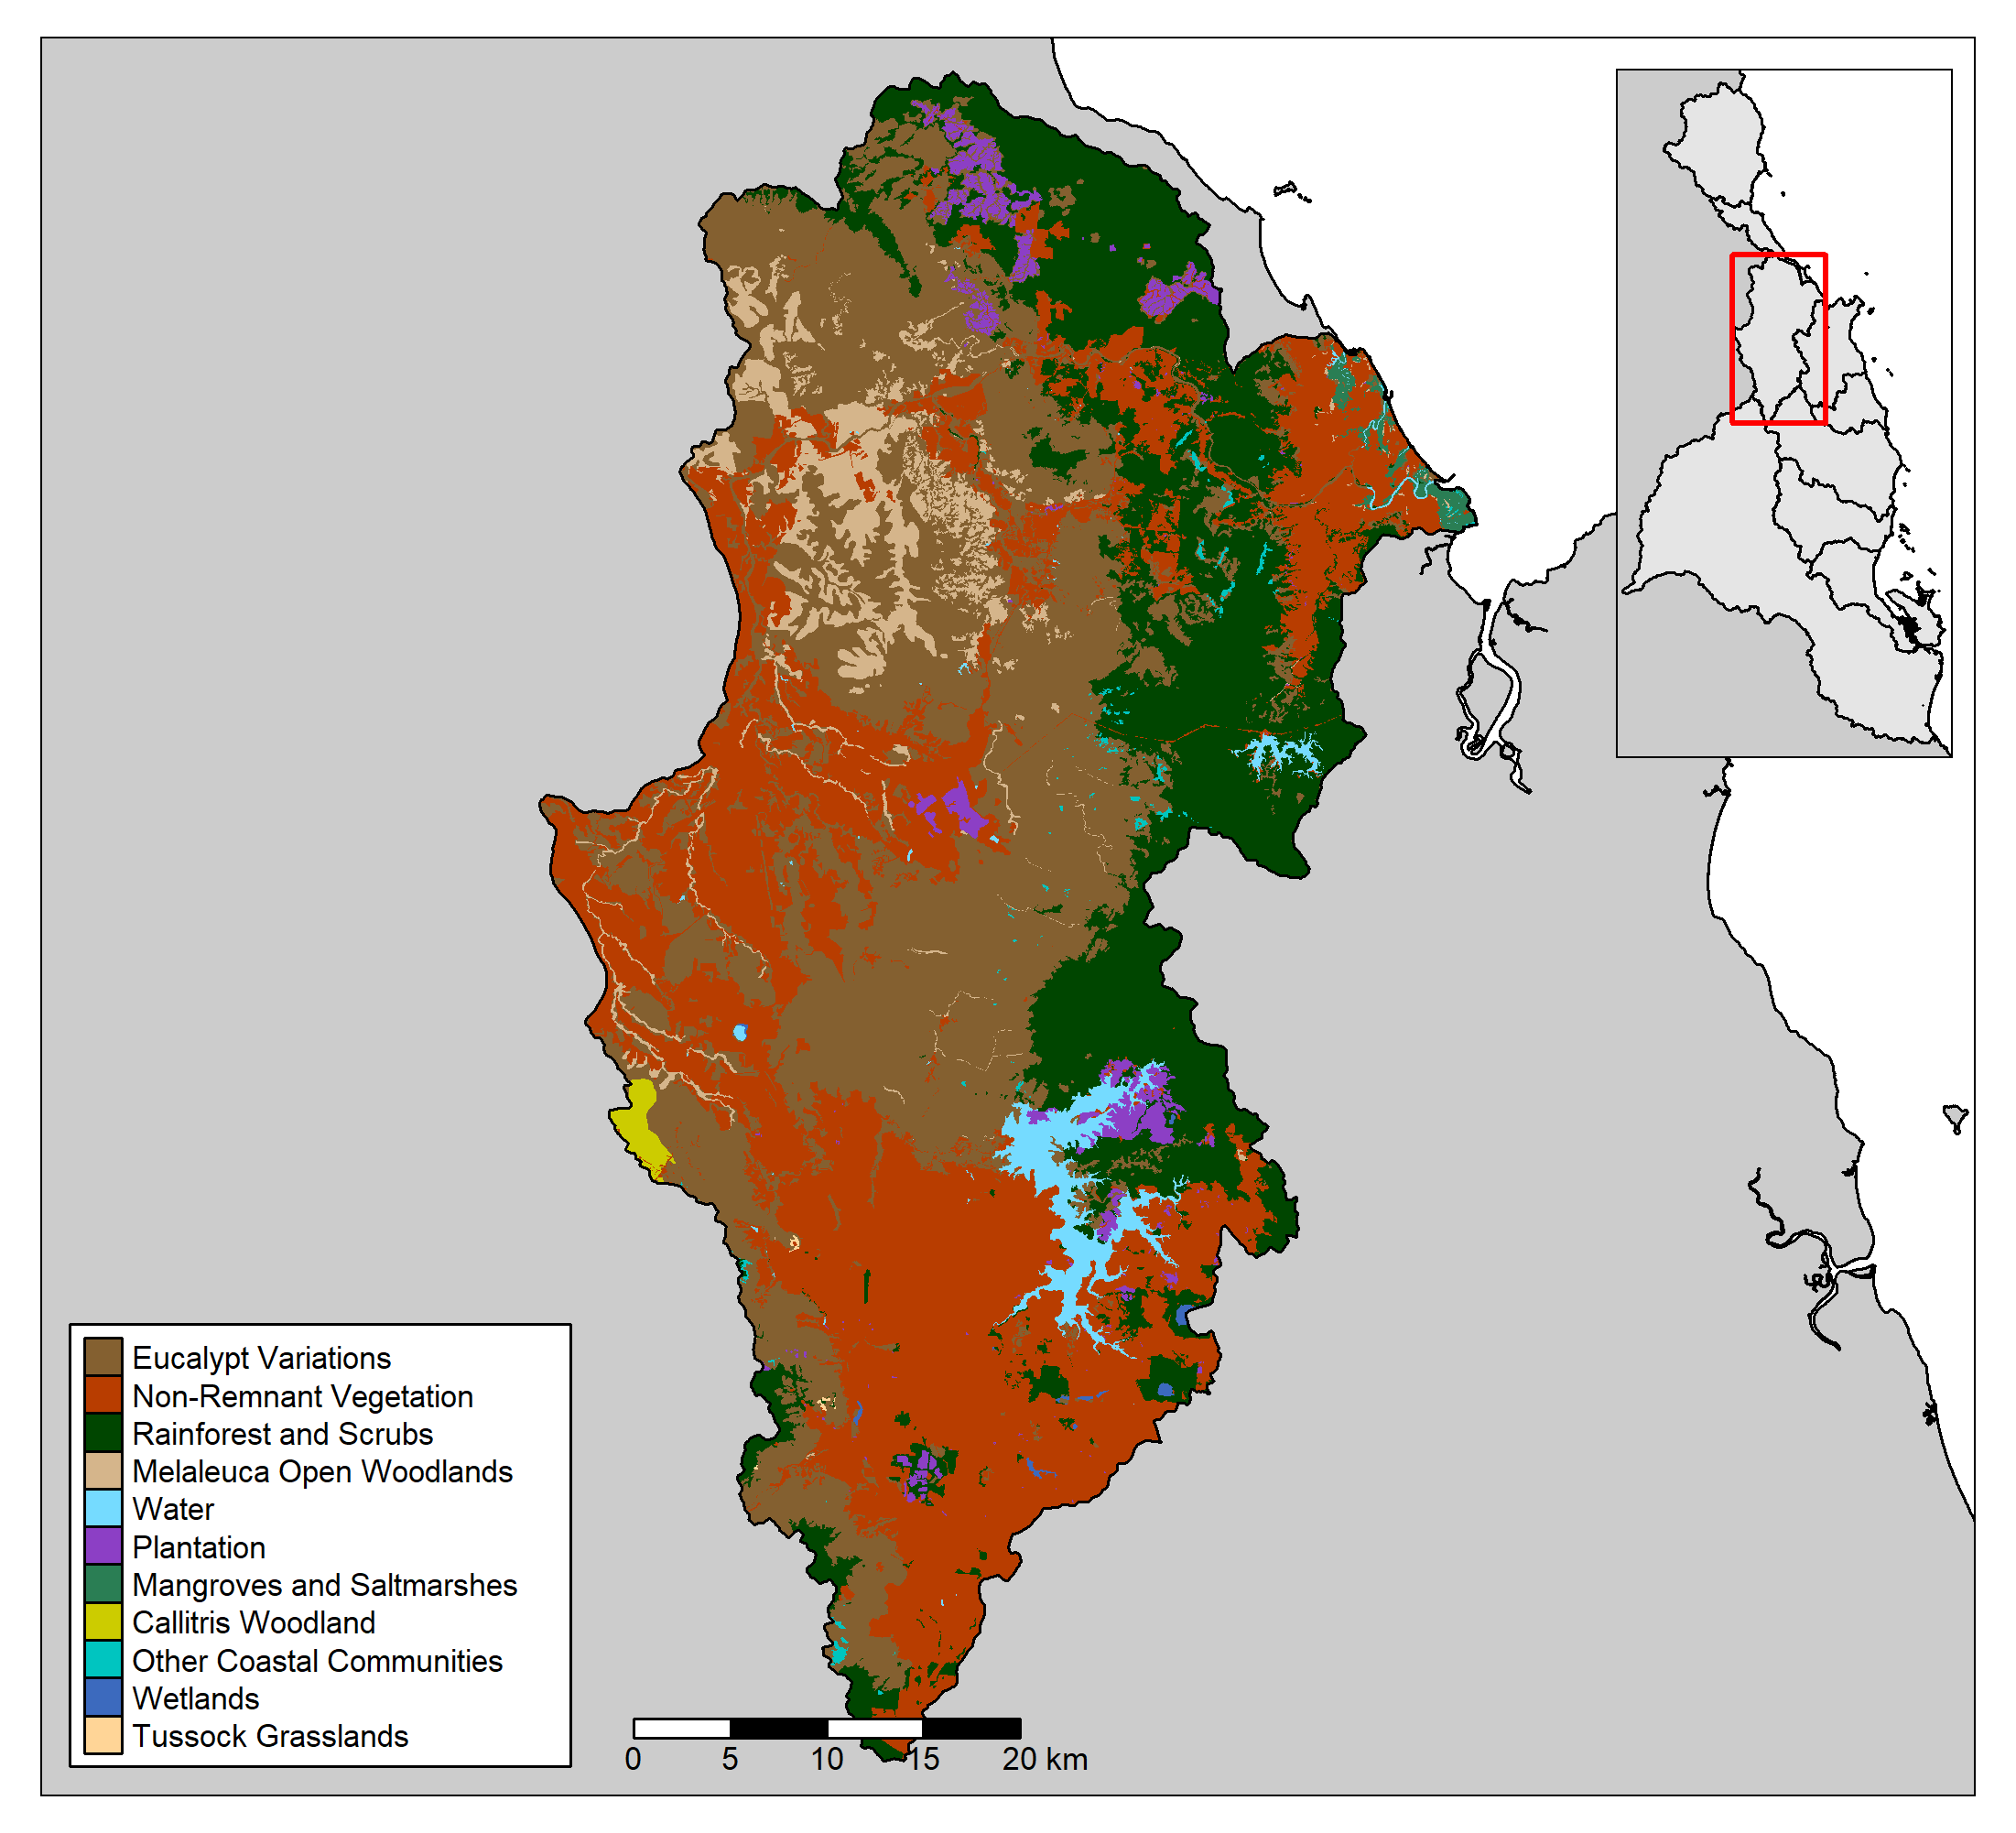 Eucalypt Variations
Non-Remnant Vegetation
Rainforest and Scrubs
Melaleuca Open Woodlands
Water
Plantation
Mangroves and Saltmarshes
Callitris Woodland
Other Coastal Communities
Wetlands
Tussock Grasslands
0 5 10 15 20 km